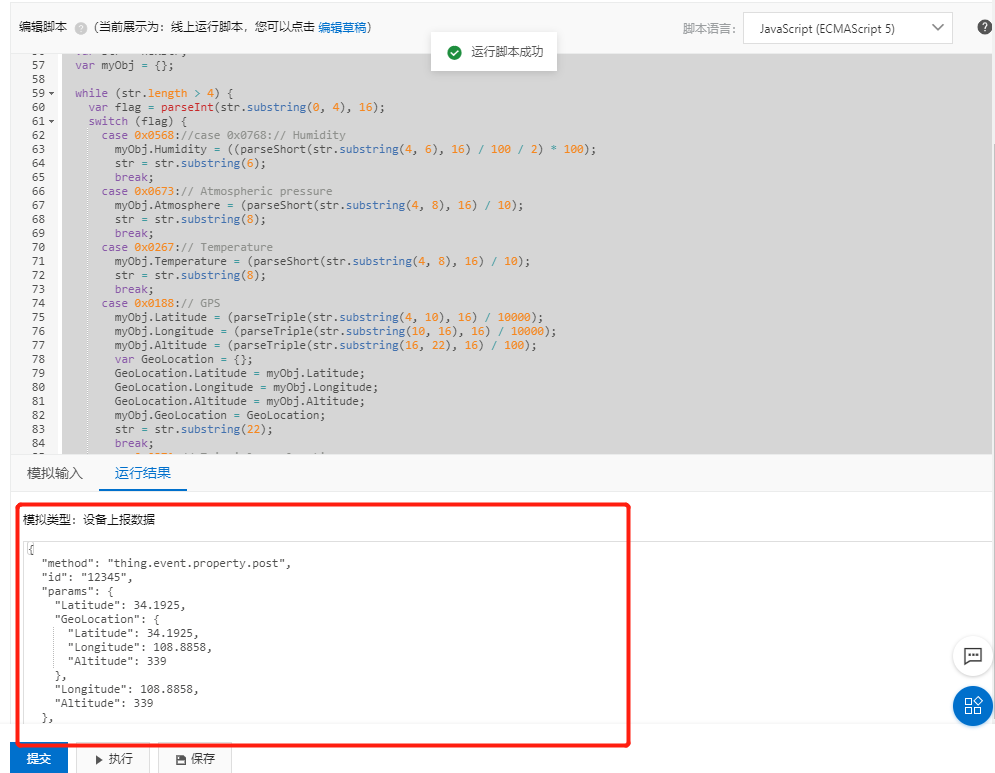 编辑脚本 (当前展示为：线上运行脚本，您可以点击 编辑草稿)
脚本语言： JavaScript (ECMAScript 5)
运行脚本成功
57 var myObj = {};
58
59 while (str.length > 4) {
60 var flag = parseInt(str.substring(0, 4), 16);
61 switch (flag) {
62 case 0x0568://case 0x0768:// Humidity
63 myObj.Humidity = ((parseShort(str.substring(4, 6), 16) / 100 / 2) * 100);
64 str = str.substring(6);
65 break;
66 case 0x0673:// Atmospheric pressure
67 myObj.Atmosphere = (parseShort(str.substring(4, 8), 16) / 10);
68 str = str.substring(8);
69 break;
70 case 0x0267:// Temperature
71 myObj.Temperature = (parseShort(str.substring(4, 8), 16) / 10);
72 str = str.substring(8);
73 break;
74 case 0x0188:// GPS
75 myObj.Latitude = (parseTriple(str.substring(4, 10), 16) / 10000);
76 myObj.Longitude = (parseTriple(str.substring(10, 16), 16) / 10000);
77 myObj.Altitude = (parseTriple(str.substring(16, 22), 16) / 100);
78 var GeoLocation = {};
79 GeoLocation.Latitude = myObj.Latitude;
80 GeoLocation.Longitude = myObj.Longitude;
81 GeoLocation.Altitude = myObj.Altitude;
82 myObj.GeoLocation = GeoLocation;
83 str = str.substring(22);
84 break;
模拟输入 运行结果
模拟类型：设备上报数据
{
"method": "thing.event.property.post",
"id": "12345",
"params": {
"Latitude": 34.1925,
"GeoLocation": {
"Latitude": 34.1925,
"Longitude": 108.8858,
"Altitude": 339
},
"Longitude": 108.8858,
"Altitude": 339
},
提交 执行 保存